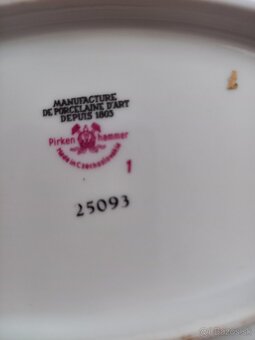 MANUFACTURE
DE PORCELAINE D'ART
DEPUIS 1803
Pirken hammer
Made in Czechoslovakia
1
25093